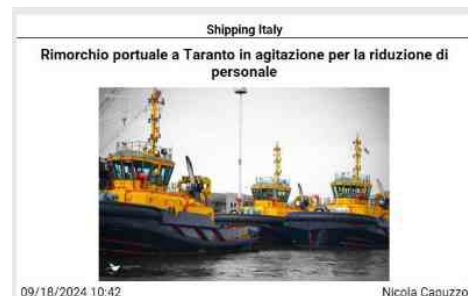 Shipping Italy
Rimorchio portuale a Taranto in agitazione per la riduzione di
personale
09/18/2024 10:42
Nicola Capuzzo